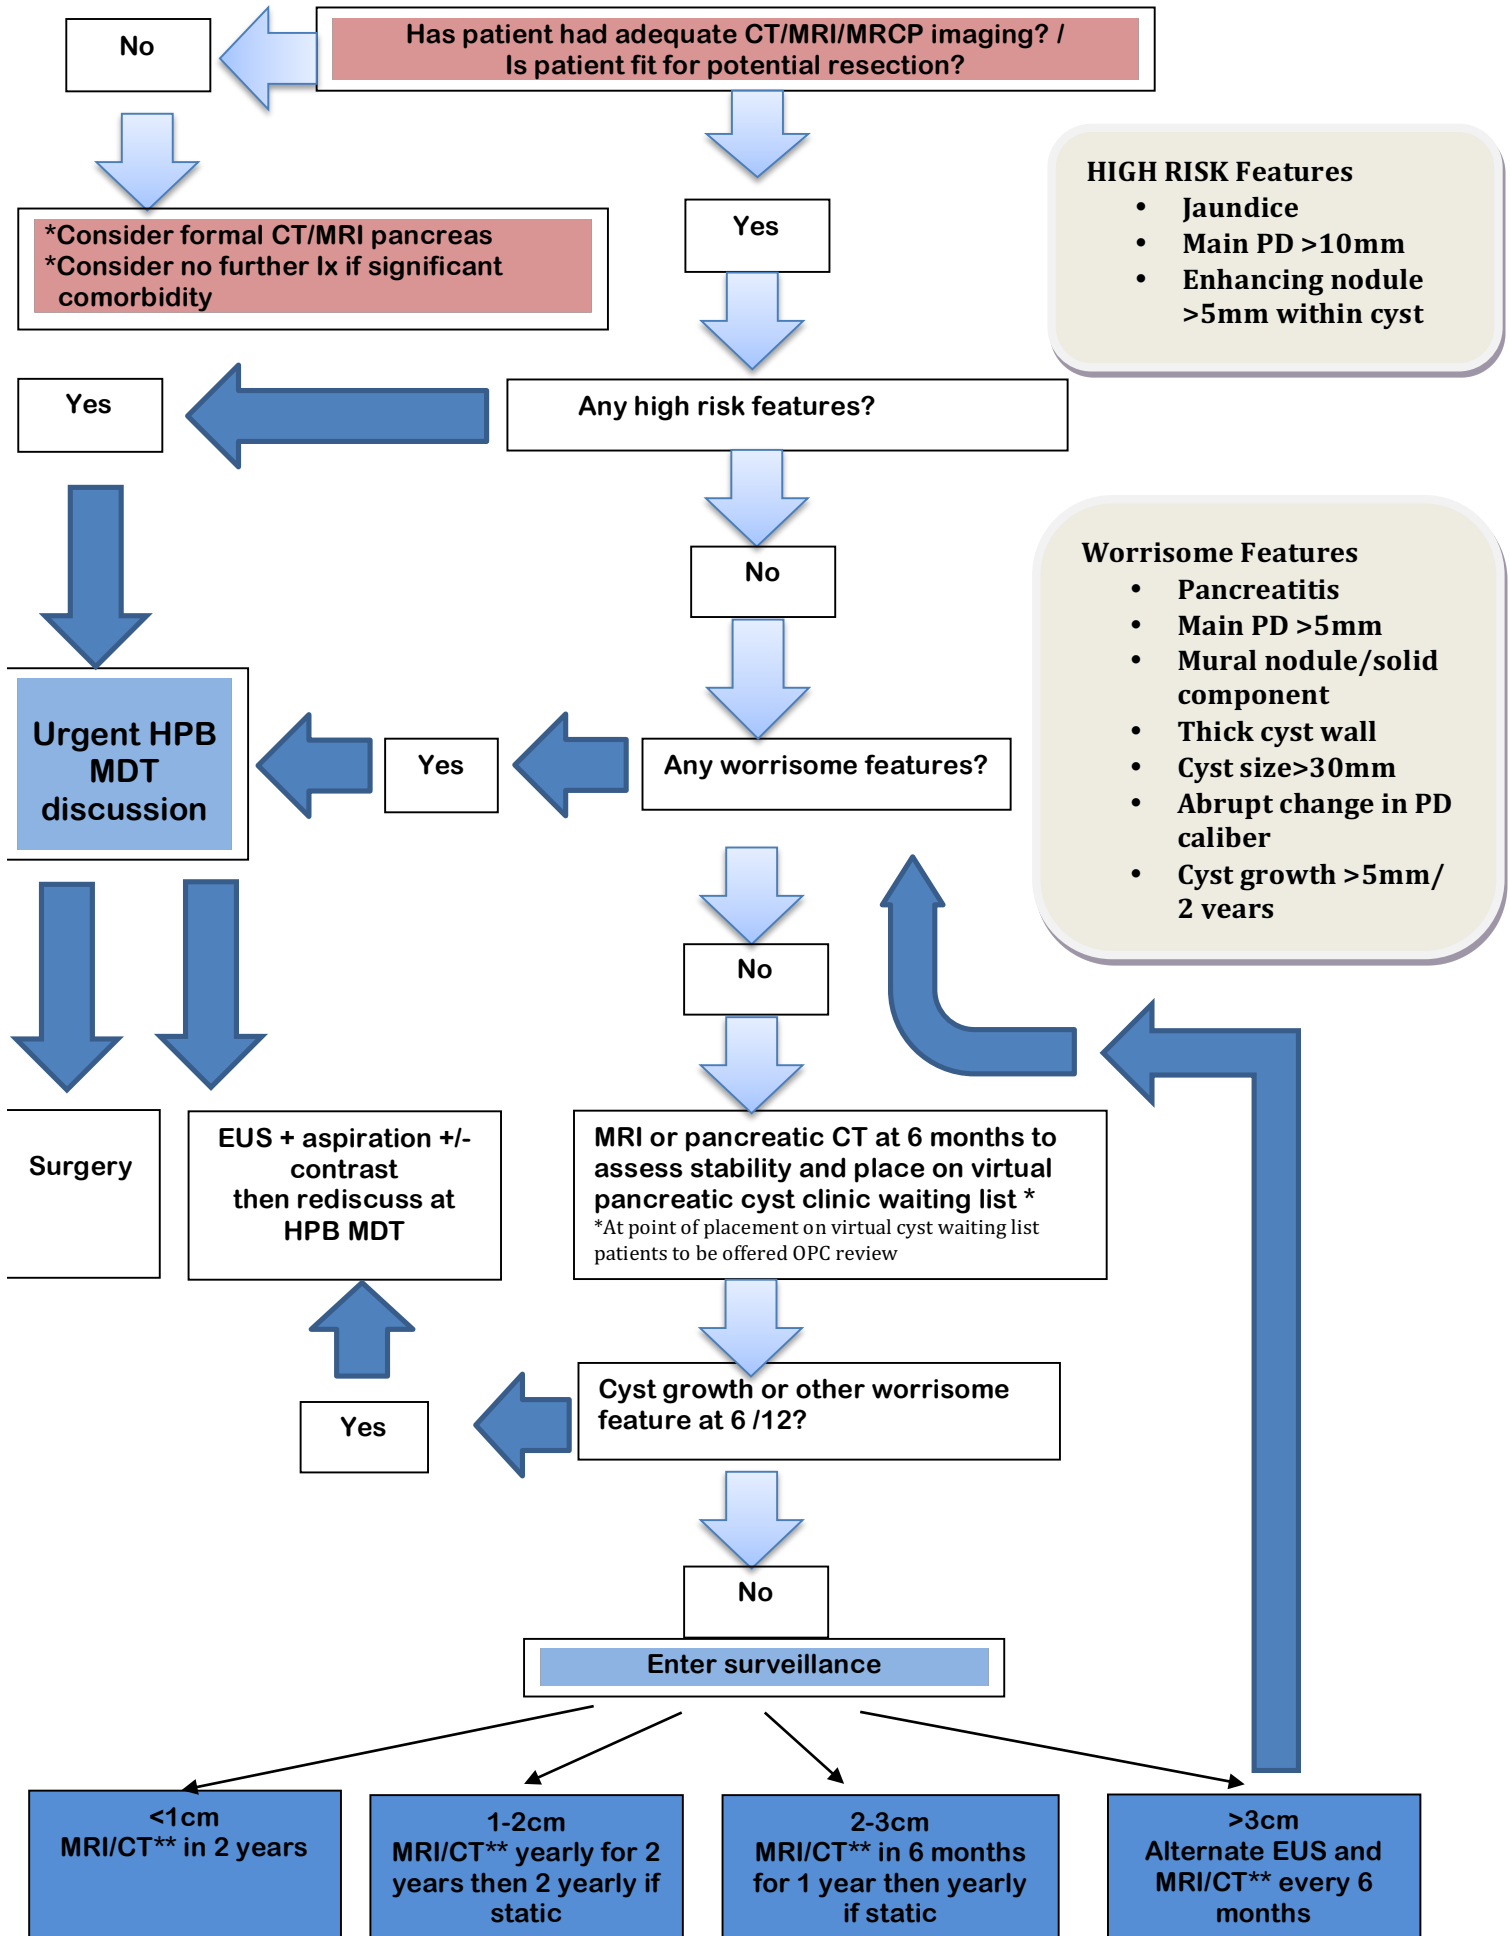 No
Has patient had adequate CT/MRI/MRCP imaging? /
Is patient fit for potential resection?
HIGH RISK Features
• Jaundice
• Main PD >10mm
• Enhancing nodule
>5mm within cyst
Yes
*Consider formal CT/MRI pancreas
*Consider no further Ix if significant
comorbidity
Yes
Any high risk features?
No
Worrisome Features
• Pancreatitis
• Main PD >5mm
• Mural nodule/solid
component
• Thick cyst wall
• Cyst size>30mm
• Abrupt change in PD
caliber
• Cyst growth >5mm/
2 years
Urgent HPB
MDT
discussion
Yes
Any worrisome features?
No
Surgery
EUS + aspiration +/-
contrast
then rediscuss at
HPB MDT
MRI or pancreatic CT at 6 months to
assess stability and place on virtual
pancreatic cyst clinic waiting list *
*At point of placement on virtual cyst waiting list
patients to be offered OPC review
Cyst growth or other worrisome
feature at 6 /12?
Yes
No
Enter surveillance
<1cm
MRI/CT** in 2 years
1-2cm
MRI/CT** yearly for 2
years then 2 yearly if
static
2-3cm
MRI/CT** in 6 months
for 1 year then yearly
if static
>3cm
Alternate EUS and
MRI/CT** every 6
months